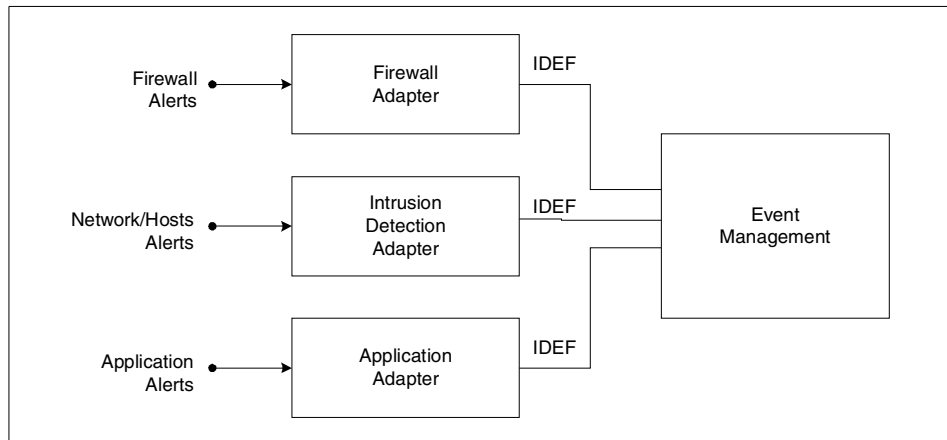 Firewall
Alerts
Firewall
Adapter
IDEF
Network/Hosts
Alerts
Intrusion
Detection
Adapter
IDEF
Event
Management
Application
Alerts
Application
Adapter
IDEF